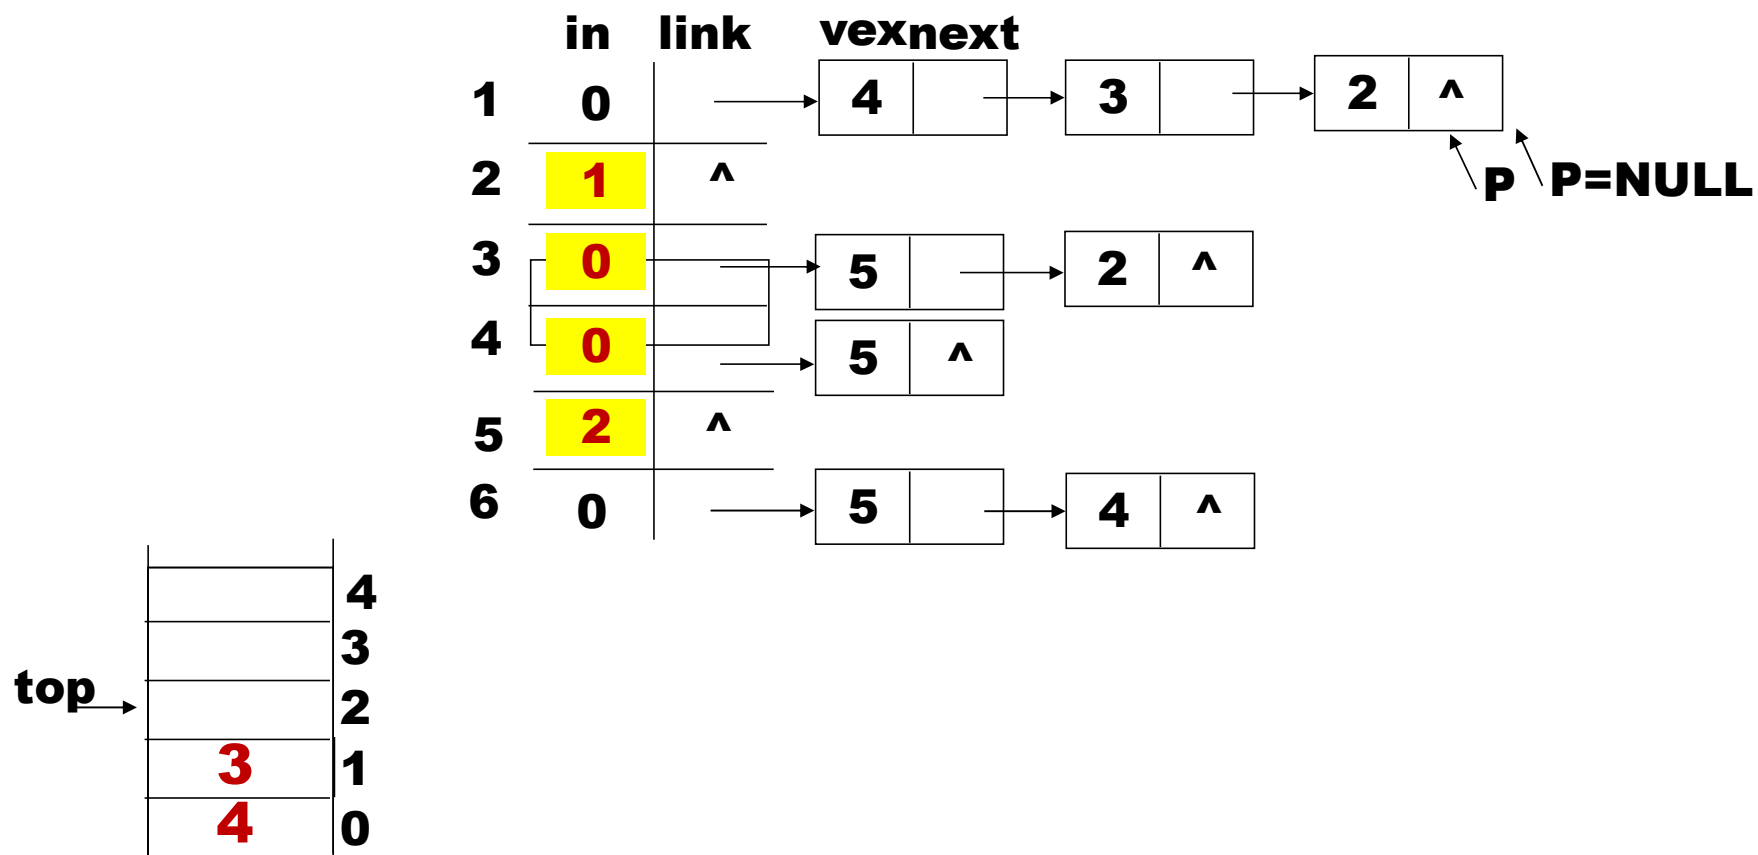 in link vexnext
1 0 4 3 2 ^
P P=NULL
2 1 ^
3 0 5 2 ^
4 0 5 ^
5 2 ^
6 0 5 4 ^
4
3
top 2
3 1
4 0